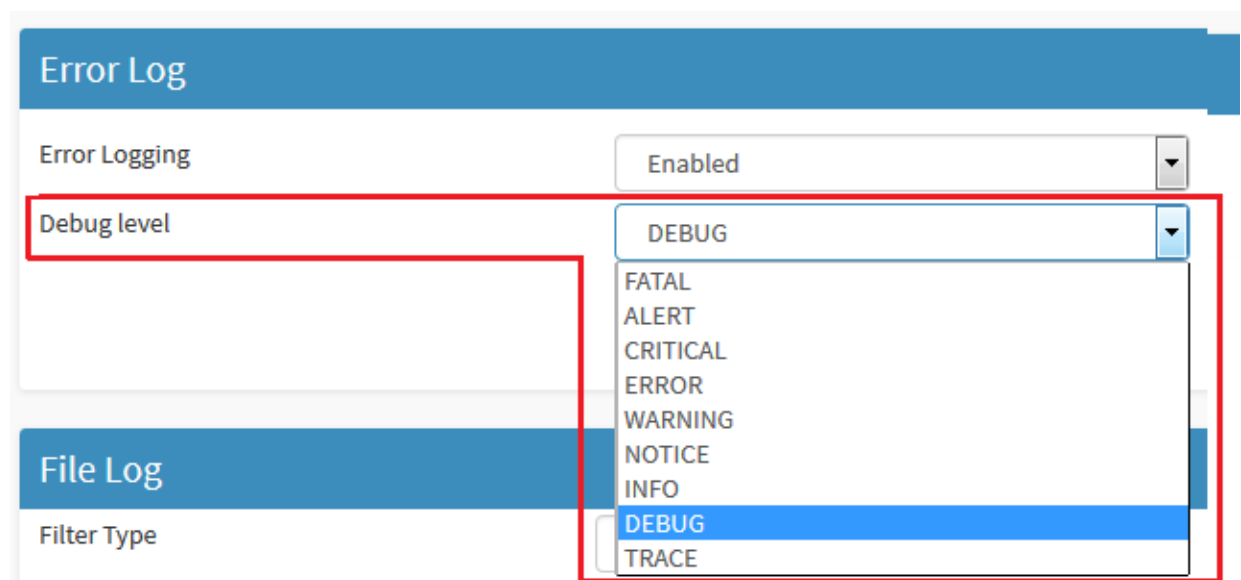 Error Log
Error Logging
Enabled
Debug level
DEBUG
FATAL
ALERT
CRITICAL
ERROR
WARNING
NOTICE
INFO
DEBUG
TRACE
File Log
Filter Type